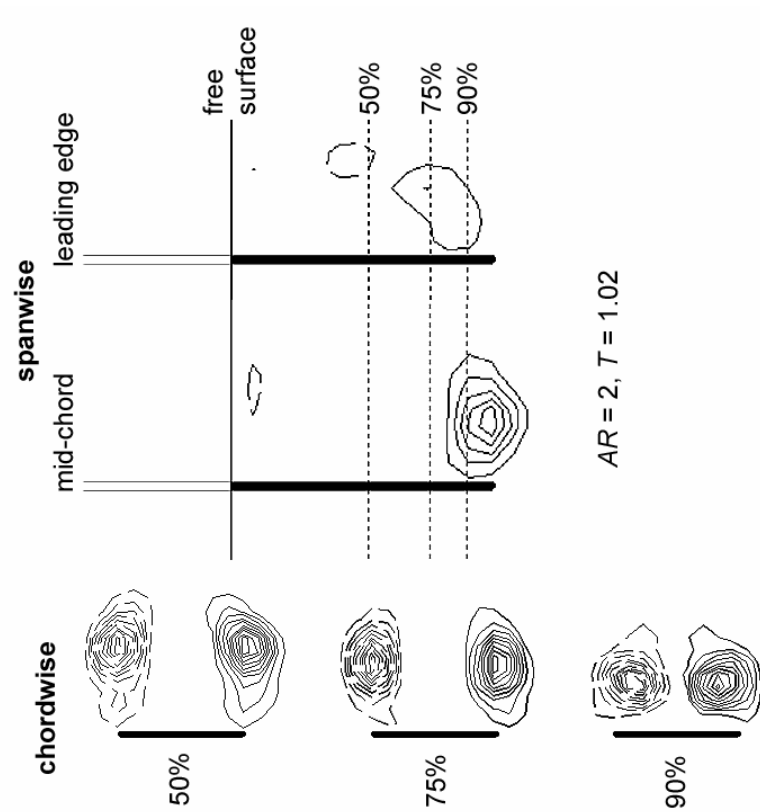 spanwise
mid-chord
leading edge
free
surface
50%
75%
90%
AR = 2, T = 1.02
chordwise
50%
75%
90%